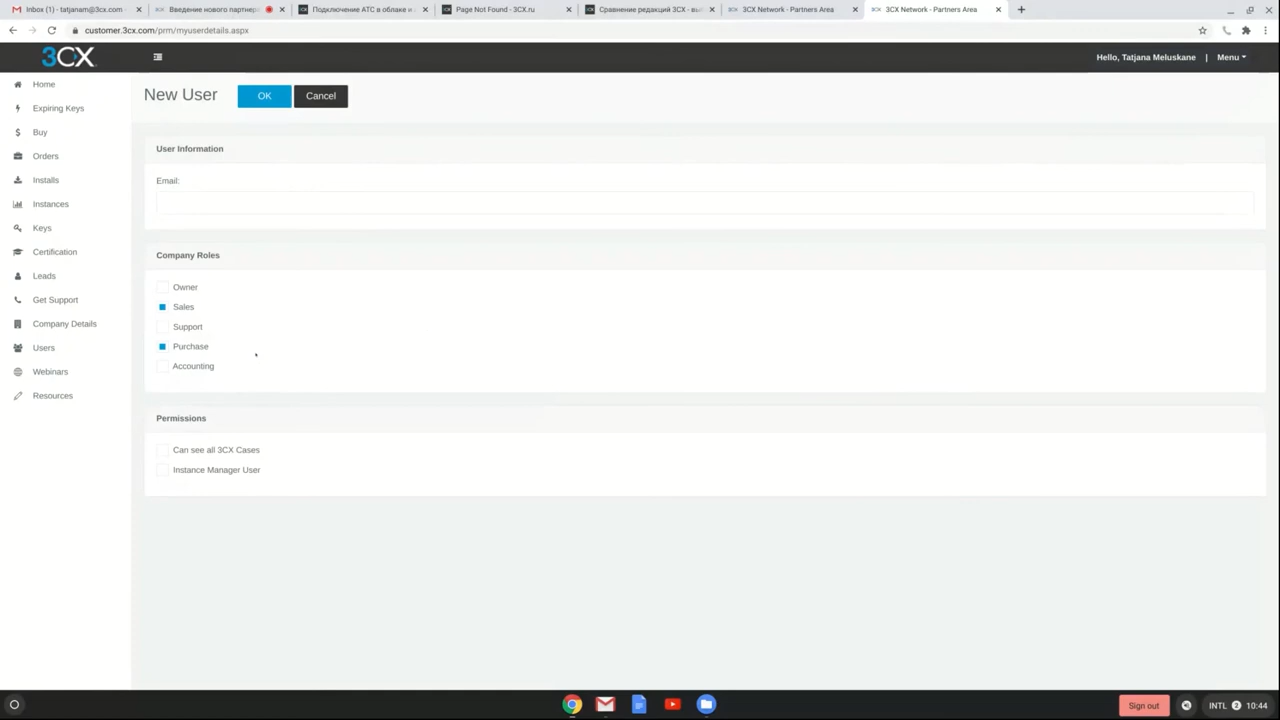 Inbox (1) - tatjanam@3cx.com
Введение нового партнер
Подключение АТС в облаке и
Page Not Found - 3CX.ru
Сравнение редакций 3CX - вы
3CX Network - Partners Area
3CX Network - Partners Area
customer.3cx.com/prm/myuserdetails.aspx
3CX
Hello, Tatjana Meluskane | Menu
Home
Expiring Keys
Buy
Orders
Installs
Instances
Keys
Certification
Leads
Get Support
Company Details
Users
Webinars
Resources
New User
OK
Cancel
User Information
Email:
Company Roles
Owner
Sales
Support
Purchase
Accounting
Permissions
Can see all 3CX Cases
Instance Manager User
Sign out
INTL 2 10:44